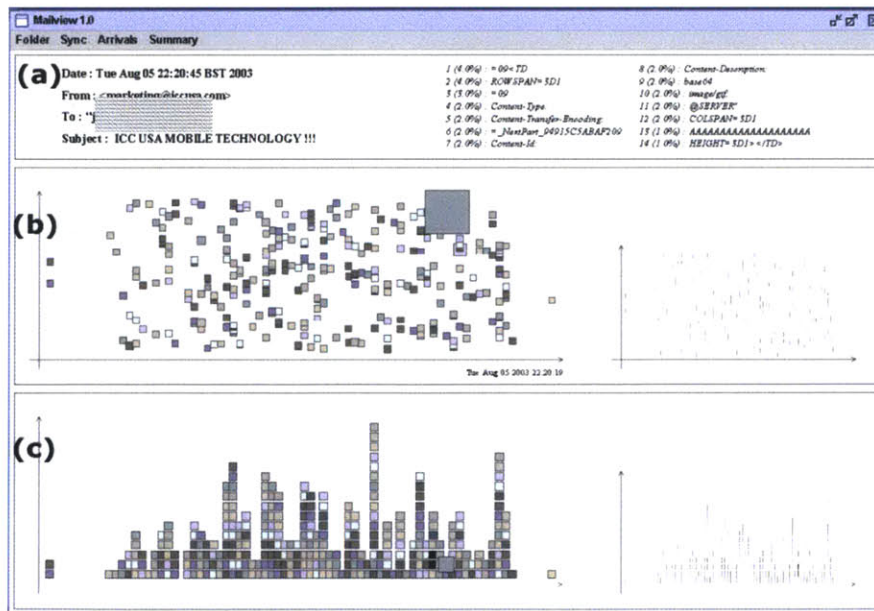 Mailview 1.0
Folder Sync Arrivals Summary
(a)
Date : Tue Aug 05 22:20:45 BST 2003
From : <marketing@iccusa.com>
To : "j
Subject : ICC USA MOBILE TECHNOLOGY !!!
1 (4.0%) : =09<TD
2 (4.0%) : ROWSPAN=3D1
3 (3.0%) : =09
4 (2.0%) : Content-Type:
5 (2.0%) : Content-Transfer-Encoding:
6 (2.0%) : =_NextPart_94915C5ABAF209
7 (2.0%) : Content-Id:
8 (2.0%) : Content-Description:
9 (2.0%) : base64
10 (2.0%) : image/gif;
11 (2.0%) : @SERVER"
12 (2.0%) : COLSPAN=3D1
13 (1.0%) : AAAAAAAAAAAAAAAAAAA
14 (1.0%) : HEIGHT=3D1></TD>
(b)
Tue Aug 05 2003 22:20:19
(c)